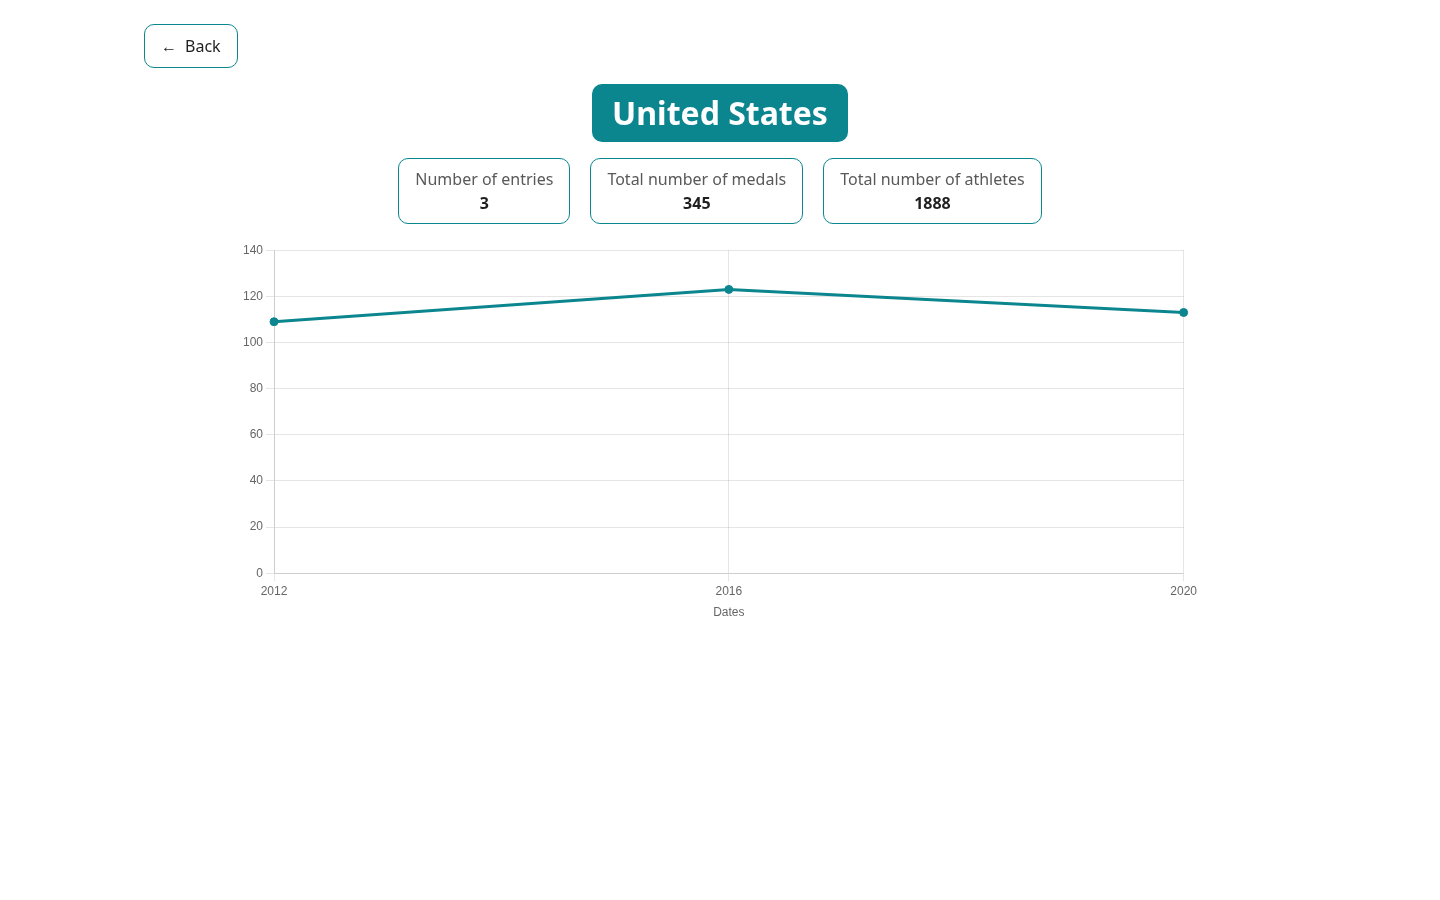 ← Back
United States
Number of entries
3
Total number of medals
345
Total number of athletes
1888
140
120
100
80
60
40
20
0
2012
2016
2020
Dates